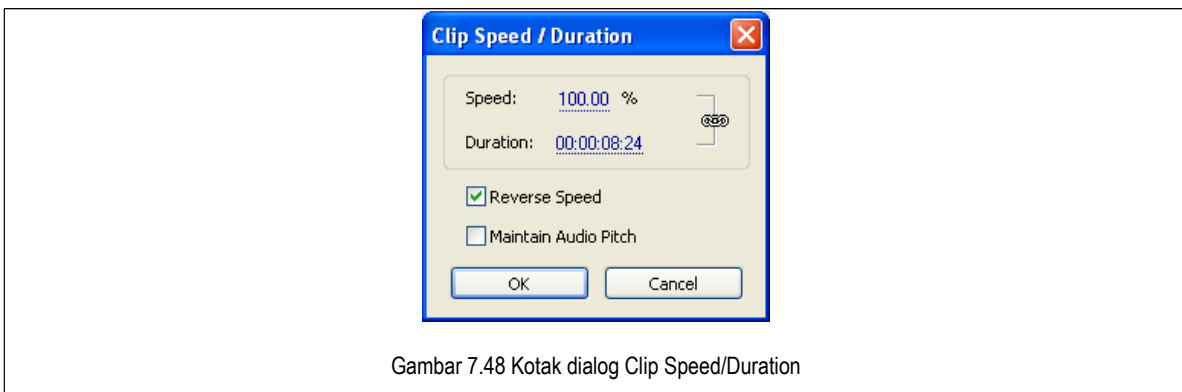 Clip Speed / Duration
Speed: 100.00 %
Duration: 00:00:08:24
Reverse Speed
Maintain Audio Pitch
OK Cancel
Gambar 7.48 Kotak dialog Clip Speed/Duration